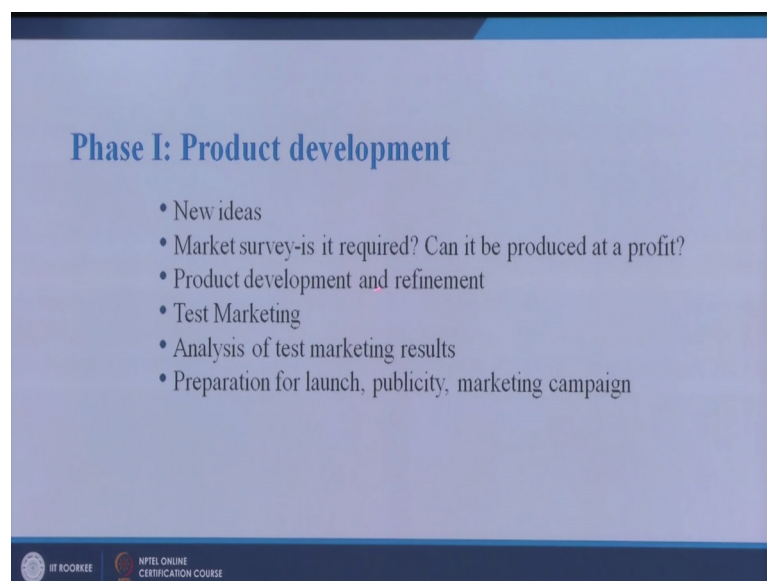 Phase I: Product development
• New ideas
• Market survey-is it required? Can it be produced at a profit?
• Product development and refinement
• Test Marketing
• Analysis of test marketing results
• Preparation for launch, publicity, marketing campaign
IIT ROORKEE
NPTEL ONLINE
CERTIFICATION COURSE